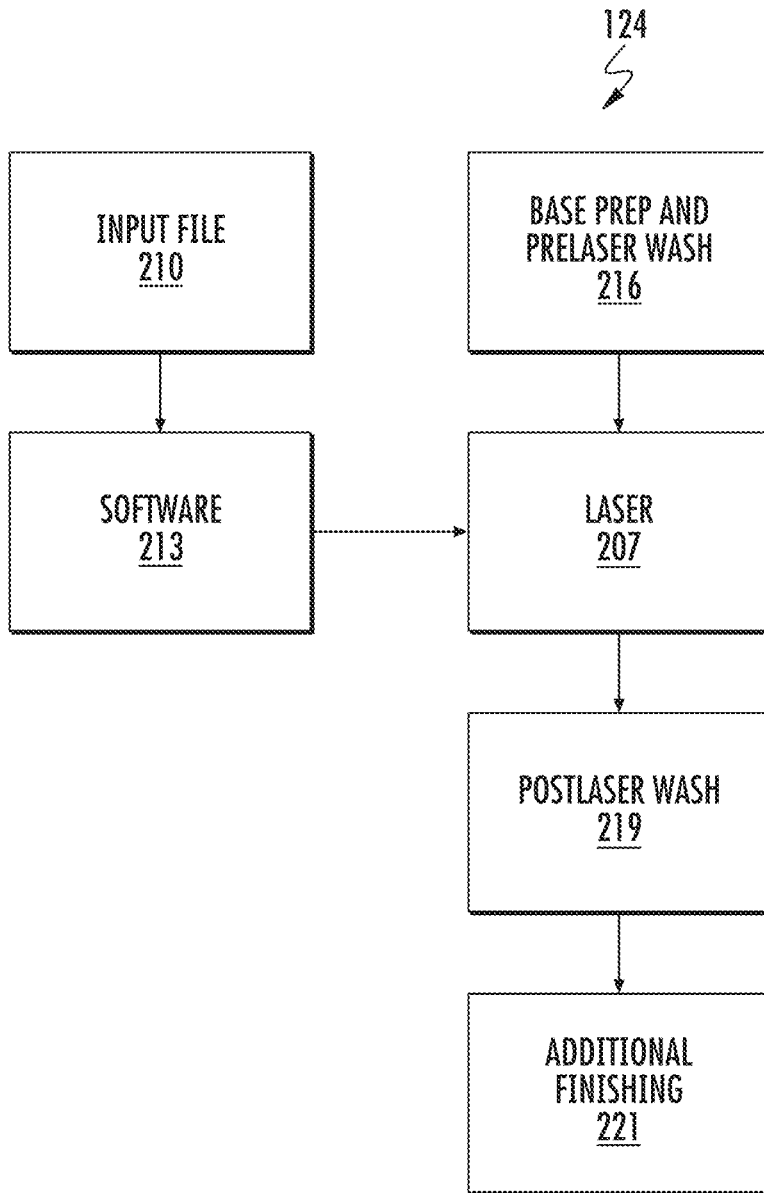 124
INPUT FILE
210
BASE PREP AND
PRELASER WASH
216
SOFTWARE
213
LASER
207
POSTLASER WASH
219
ADDITIONAL
FINISHING
221